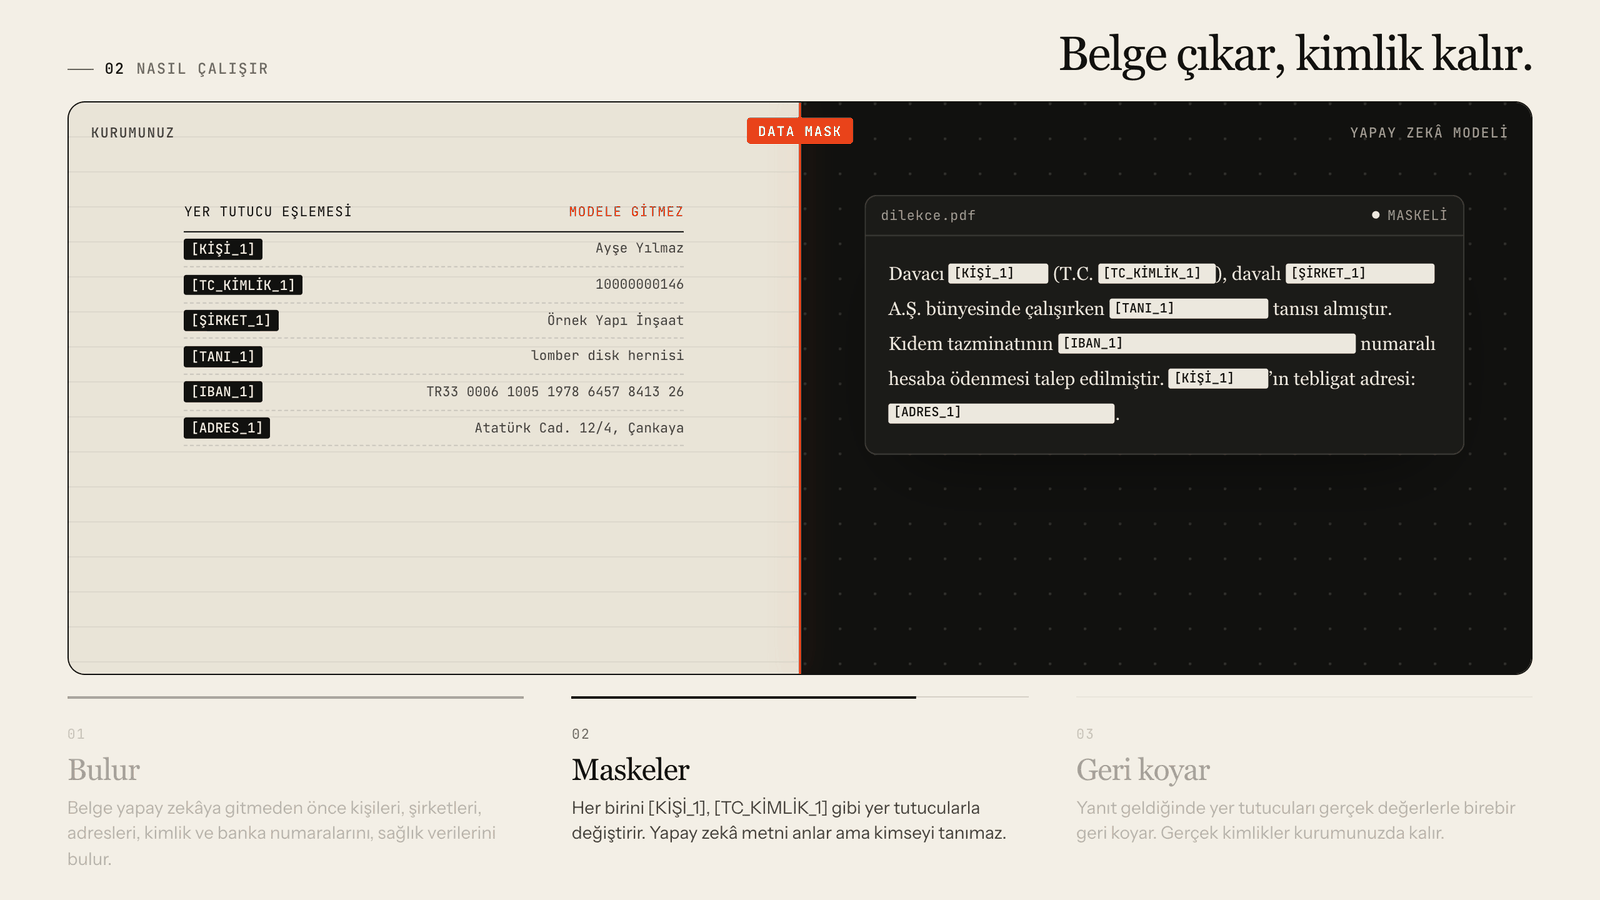 02 NASIL ÇALIŞIR
Belge çıkar, kimlik kalır.
KURUMUNUZ
DATA MASK
YAPAY ZEKÂ MODELİ
YER TUTUCU EŞLEMESİ MODELE GİTMEZ
[KİŞİ_1] Ayşe Yılmaz
[TC_KİMLİK_1] 10000000146
[ŞİRKET_1] Örnek Yapı İnşaat
[TANI_1] lomber disk hernisi
[IBAN_1] TR33 0006 1005 1978 6457 8413 26
[ADRES_1] Atatürk Cad. 12/4, Çankaya
dilekce.pdf MASKELİ
Davacı [KİŞİ_1] (T.C. [TC_KİMLİK_1]), davalı [ŞİRKET_1]
A.Ş. bünyesinde çalışırken [TANI_1] tanısı almıştır.
Kıdem tazminatının [IBAN_1] numaralı
hesaba ödenmesi talep edilmiştir. [KİŞİ_1]’ın tebligat adresi:
[ADRES_1].
01
Bulur
Belge yapay zekâya gitmeden önce kişileri, şirketleri,
adresleri, kimlik ve banka numaralarını, sağlık verilerini
bulur.
02
Maskeler
Her birini [KİŞİ_1], [TC_KİMLİK_1] gibi yer tutucularla
değiştirir. Yapay zekâ metni anlar ama kimseyi tanımaz.
03
Geri koyar
Yanıt geldiğinde yer tutucuları gerçek değerlerle birebir
geri koyar. Gerçek kimlikler kurumunuzda kalır.